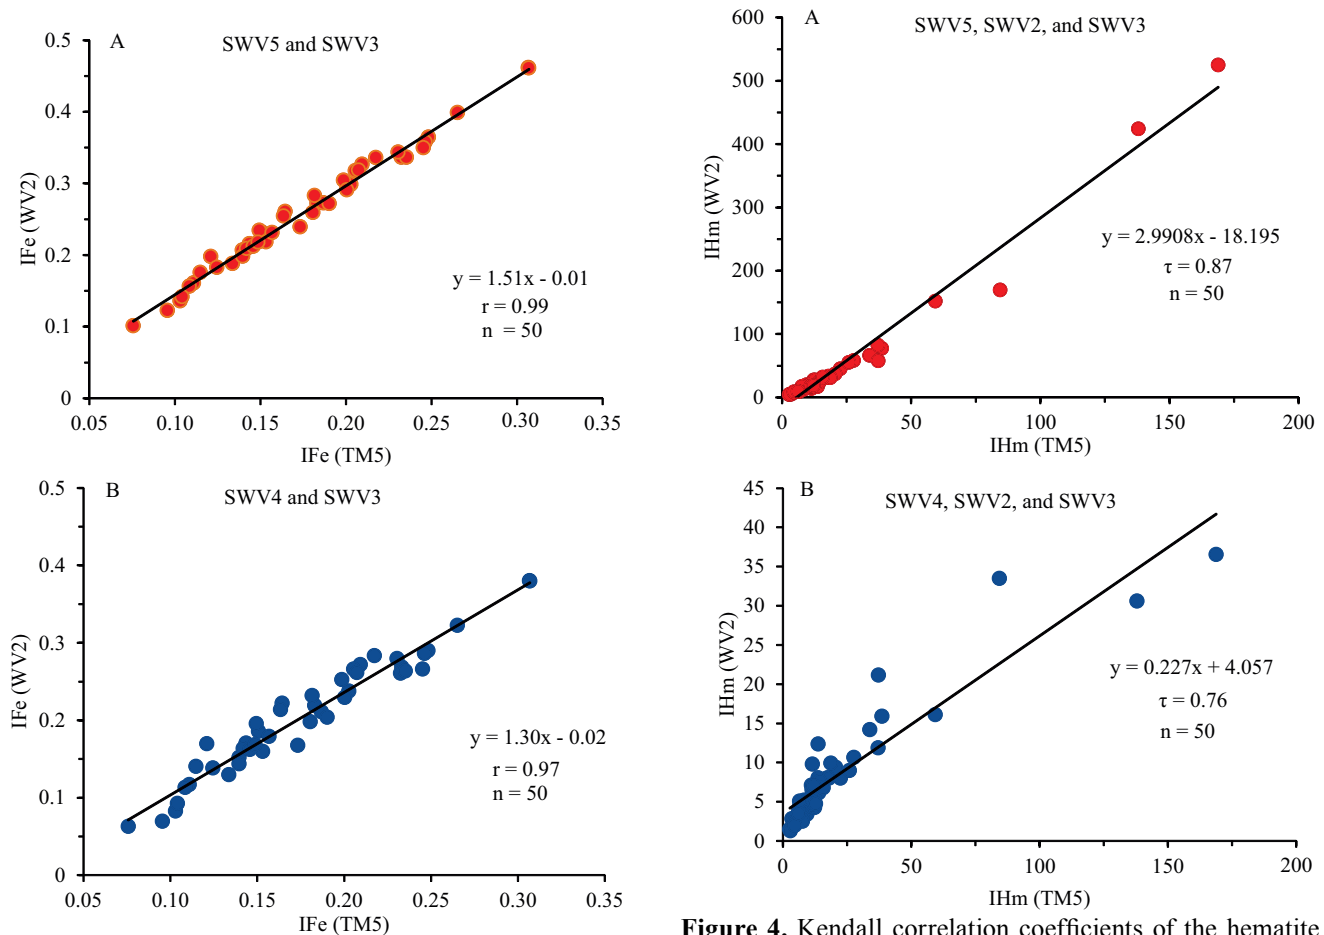 A
SWV5 and SWV3
0.5
0.4
0.3
0.2
0.1
0
IFe (WV2)
y = 1.51x - 0.01
r = 0.99
n = 50
0.05 0.10 0.15 0.20 0.25 0.30 0.35
IFe (TM5)
B
SWV4 and SWV3
0.5
0.4
0.3
0.2
0.1
0
IFe (WV2)
y = 1.30x - 0.02
r = 0.97
n = 50
0.05 0.10 0.15 0.20 0.25 0.30 0.35
IFe (TM5)
A
SWV5, SWV2, and SWV3
600
500
400
300
200
100
0
IHm (WV2)
y = 2.9908x - 18.195
τ = 0.87
n = 50
0 50 100 150 200
IHm (TM5)
B
SWV4, SWV2, and SWV3
45
40
35
30
25
20
15
10
5
0
IHm (WV2)
y = 0.227x + 4.057
τ = 0.76
n = 50
0 50 100 150 200
IHm (TM5)
Figure 4. Kendall correlation coefficients of the hematite